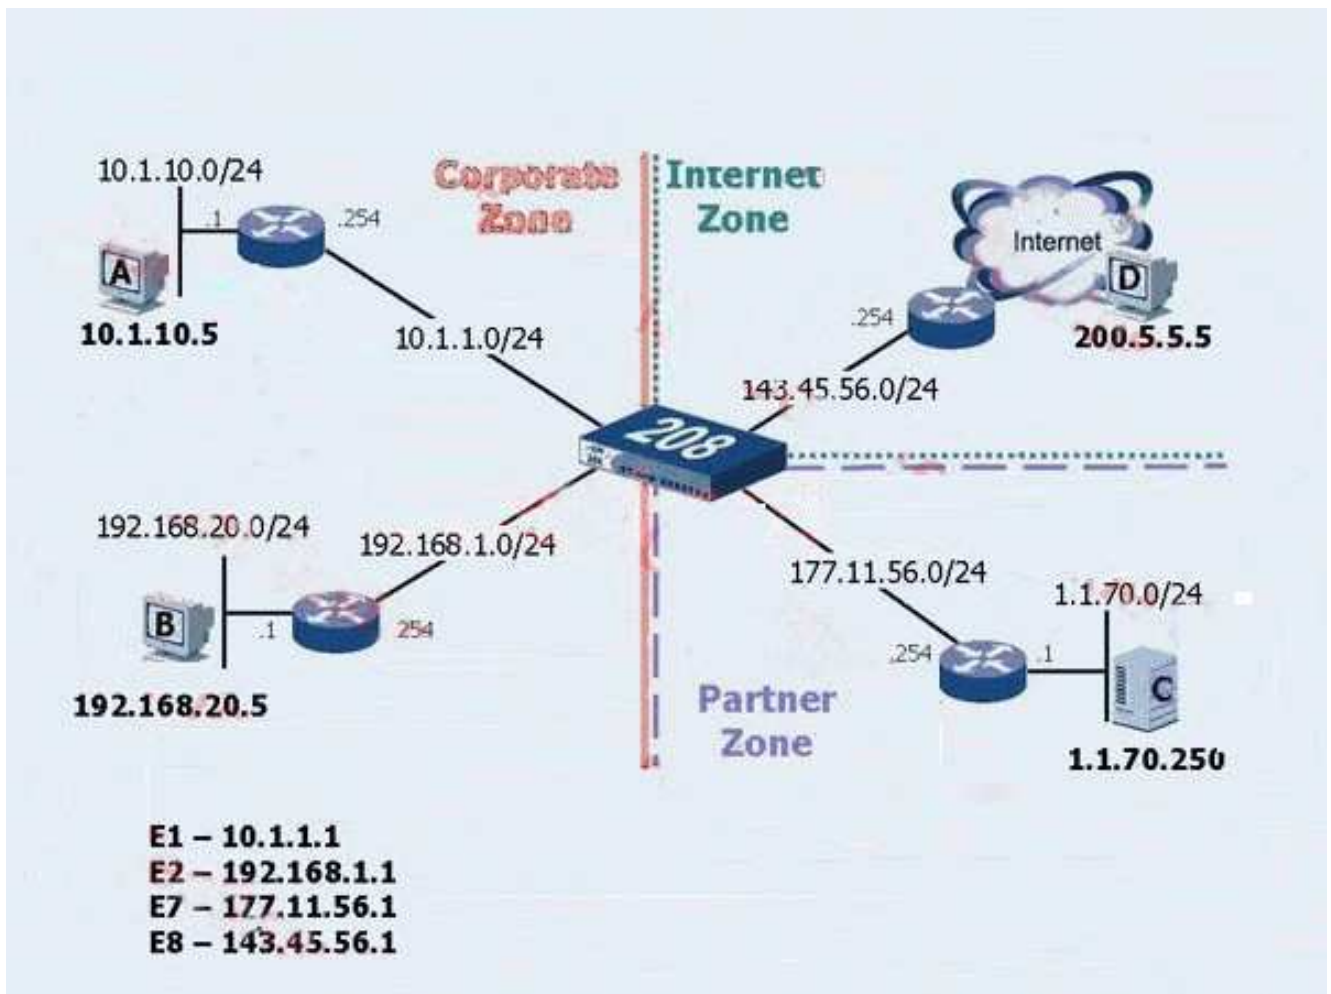 10.1.10.0/24
.1
.254
A
10.1.10.5
Corporate
Zone
Internet
Zone
Internet
D
200.5.5.5
10.1.1.0/24
.254
143.45.56.0/24
208
192.168.20.0/24
192.168.1.0/24
B
.1
254
192.168.20.5
177.11.56.0/24
1.1.70.0/24
.254
.1
C
1.1.70.250
Partner
Zone
E1 – 10.1.1.1
E2 – 192.168.1.1
E7 – 177.11.56.1
E8 – 143.45.56.1